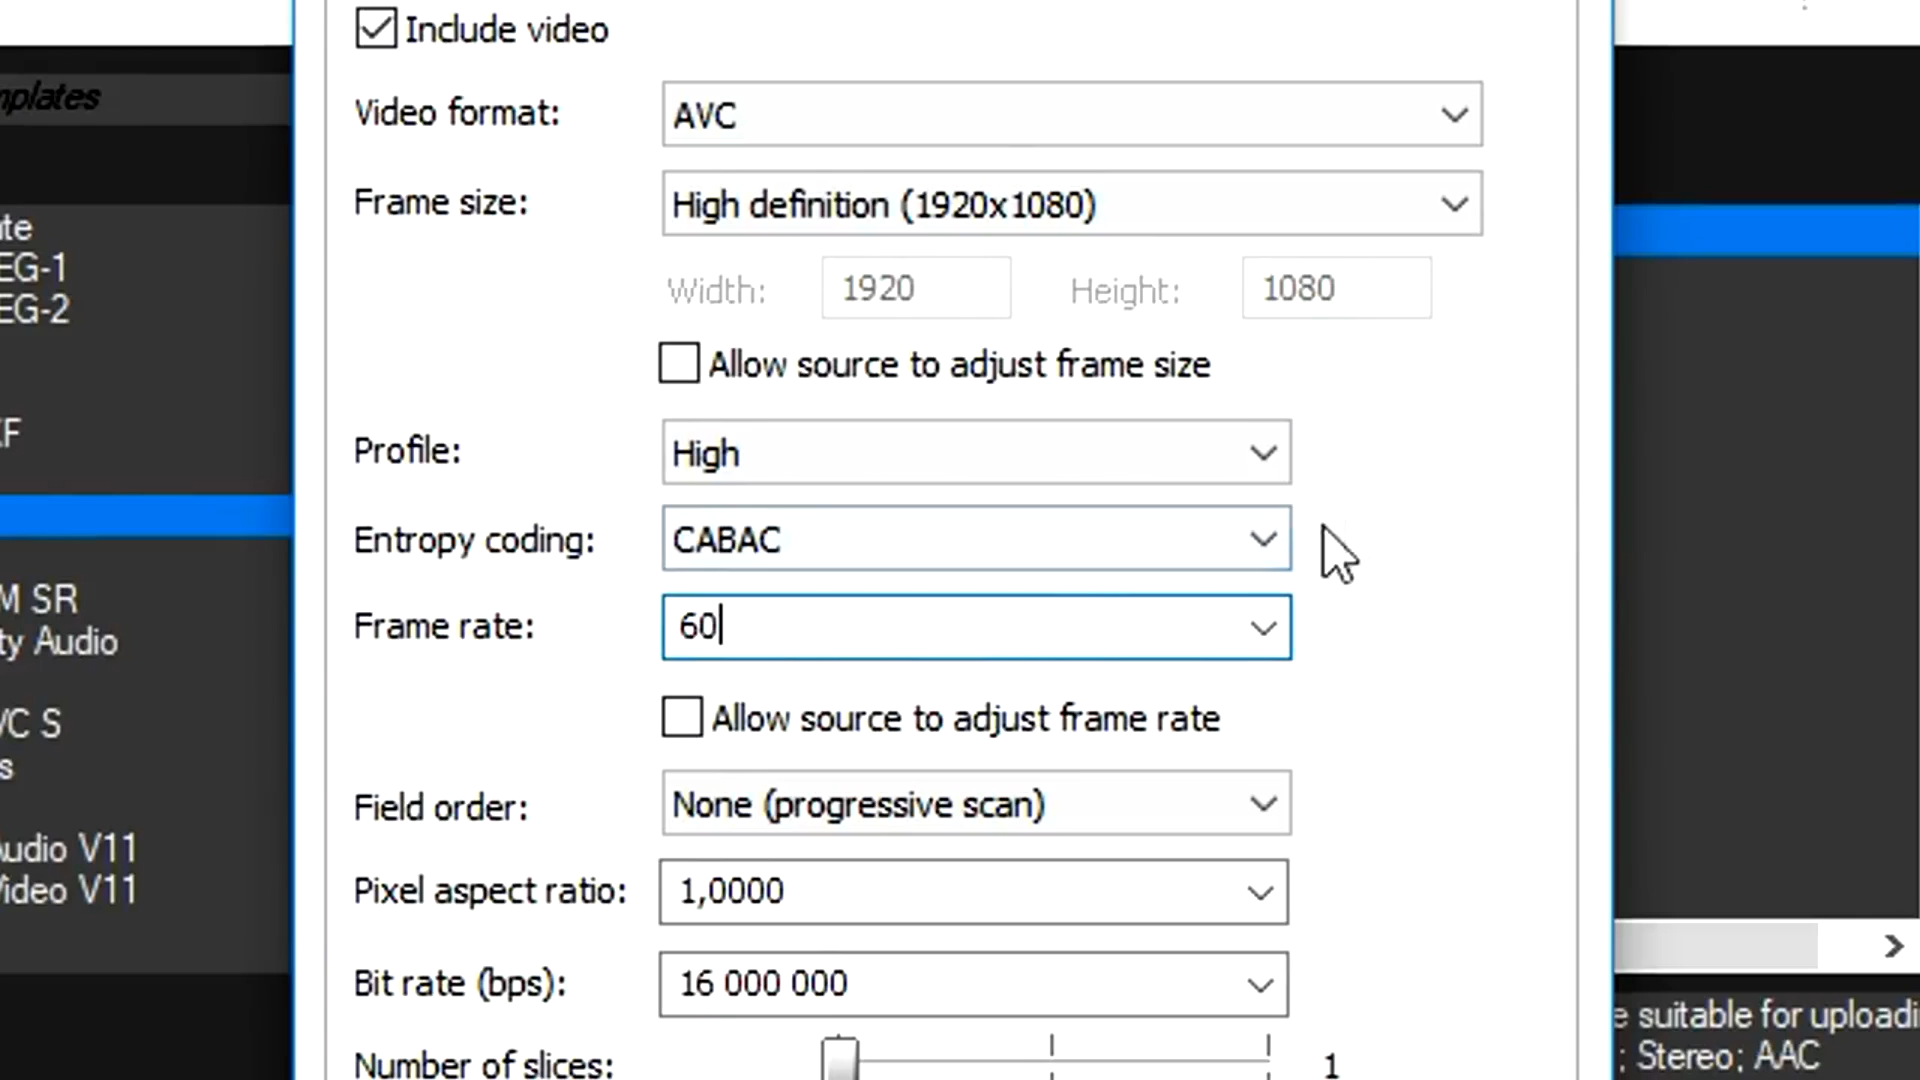 Include video
Video format: AVC
Frame size: High definition (1920x1080)
Width: 1920 Height: 1080
Allow source to adjust frame size
Profile: High
Entropy coding: CABAC
Frame rate: 60
Allow source to adjust frame rate
Field order: None (progressive scan)
Pixel aspect ratio: 1,0000
Bit rate (bps): 16 000 000
Number of slices: 1
mplates
te
EG-1
EG-2
F
M SR
ty Audio
VC S
s
Audio V11
Video V11
e suitable for uploadi
; Stereo; AAC